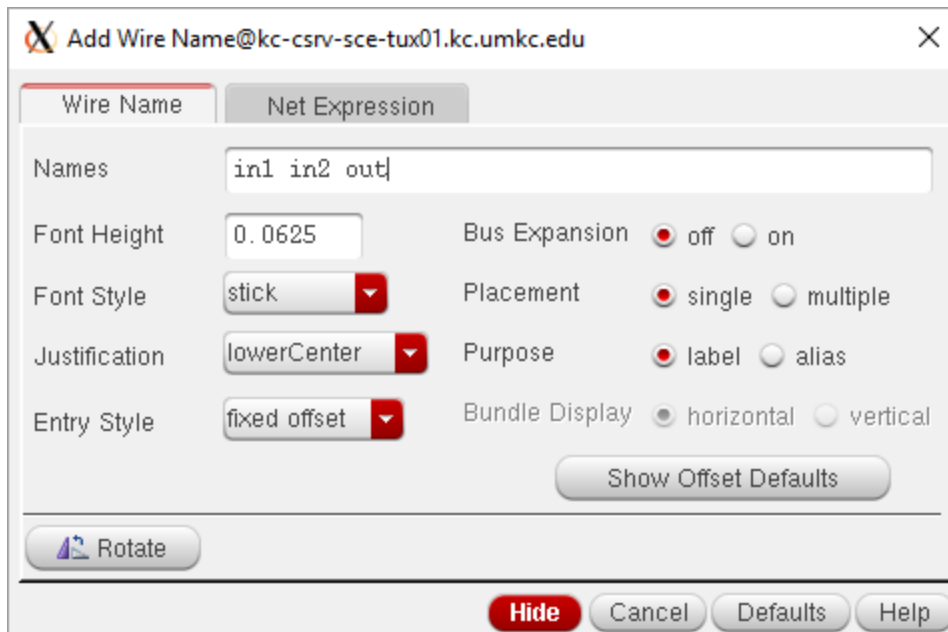 Add Wire Name@kc-csrv-sce-tux01.kc.umkc.edu
Wire Name Net Expression
Names in1 in2 out
Font Height 0.0625 Bus Expansion off on
Font Style stick Placement single multiple
Justification lowerCenter Purpose label alias
Entry Style fixed offset Bundle Display horizontal vertical
Show Offset Defaults
Rotate
Hide Cancel Defaults Help